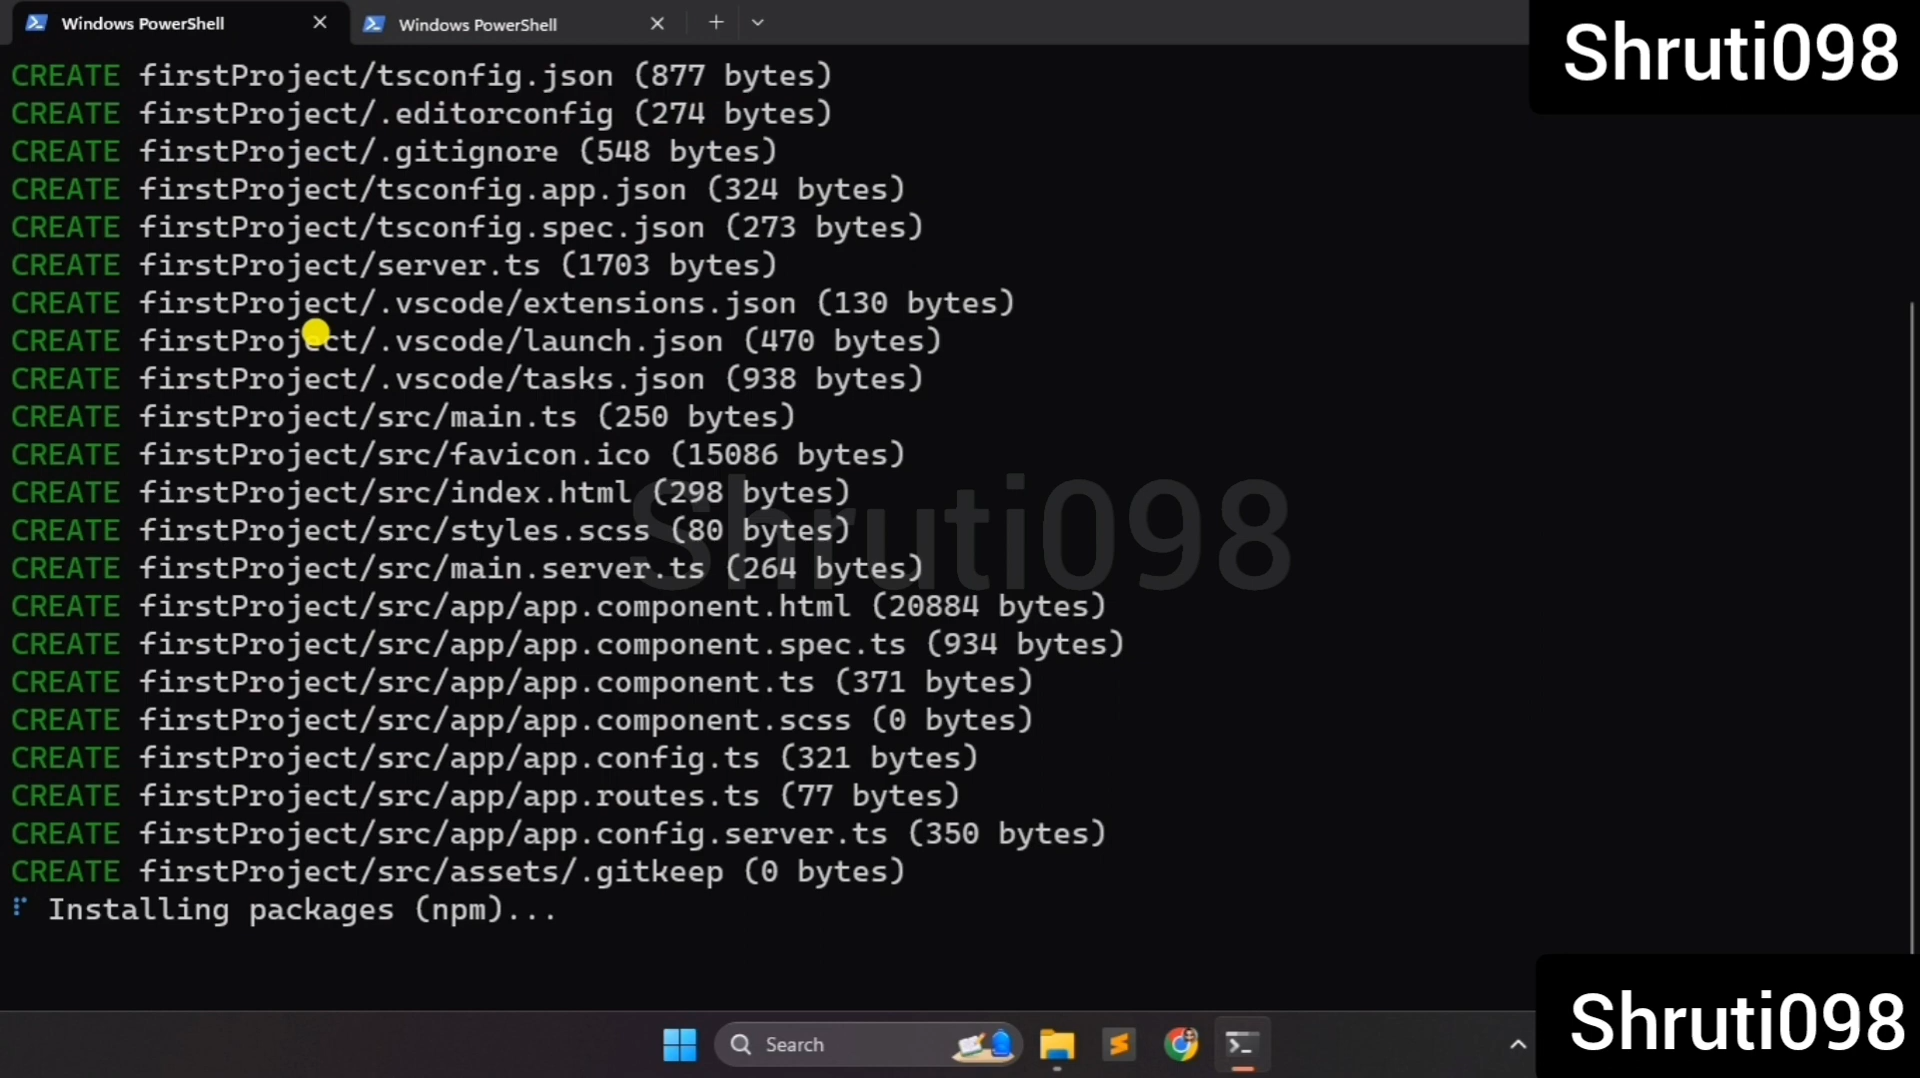 Windows PowerShell
Windows PowerShell
Shruti098
CREATE firstProject/tsconfig.json (877 bytes)
CREATE firstProject/.editorconfig (274 bytes)
CREATE firstProject/.gitignore (548 bytes)
CREATE firstProject/tsconfig.app.json (324 bytes)
CREATE firstProject/tsconfig.spec.json (273 bytes)
CREATE firstProject/server.ts (1703 bytes)
CREATE firstProject/.vscode/extensions.json (130 bytes)
CREATE firstProject/.vscode/launch.json (470 bytes)
CREATE firstProject/.vscode/tasks.json (938 bytes)
CREATE firstProject/src/main.ts (250 bytes)
CREATE firstProject/src/favicon.ico (15086 bytes)
CREATE firstProject/src/index.html (298 bytes)
CREATE firstProject/src/styles.scss (80 bytes)
CREATE firstProject/src/main.server.ts (264 bytes)
Shruti098
CREATE firstProject/src/app/app.component.html (20884 bytes)
CREATE firstProject/src/app/app.component.spec.ts (934 bytes)
CREATE firstProject/src/app/app.component.ts (371 bytes)
CREATE firstProject/src/app/app.component.scss (0 bytes)
CREATE firstProject/src/app/app.config.ts (321 bytes)
CREATE firstProject/src/app/app.routes.ts (77 bytes)
CREATE firstProject/src/app/app.config.server.ts (350 bytes)
CREATE firstProject/src/assets/.gitkeep (0 bytes)
Installing packages (npm)...
Search
Shruti098